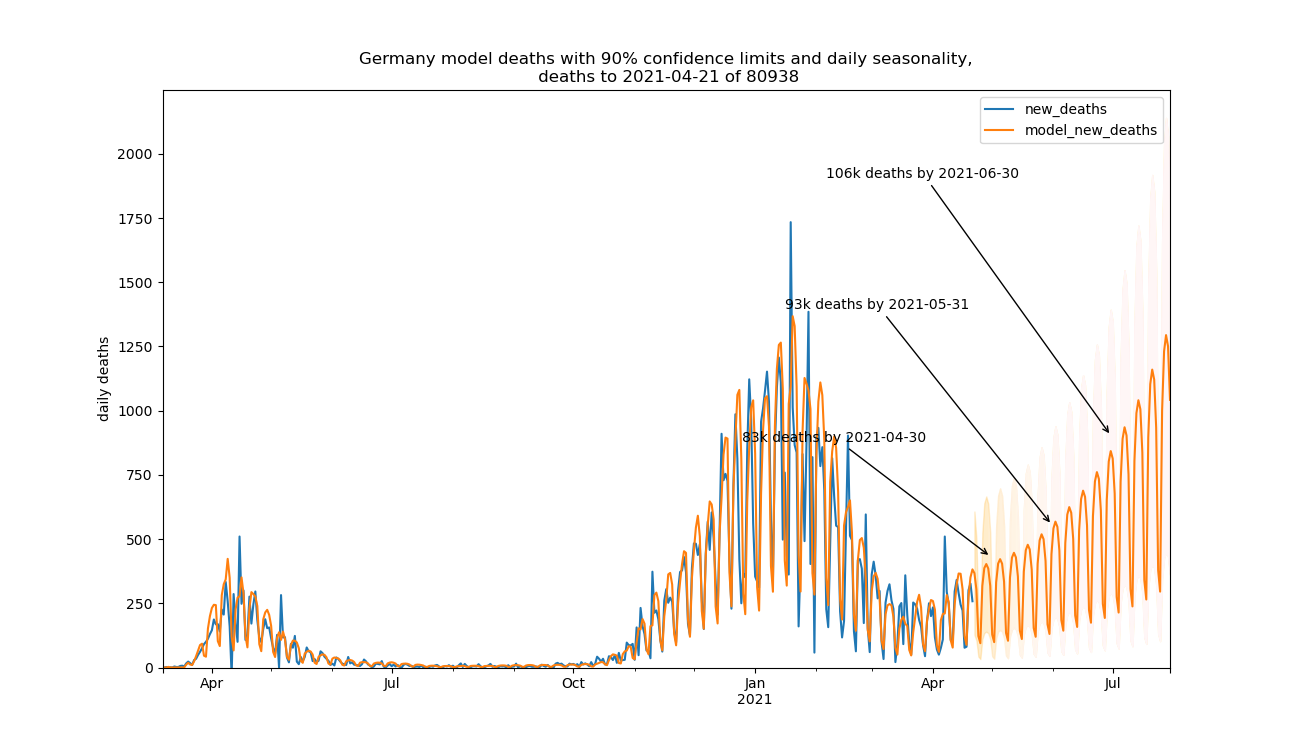 Germany model deaths with 90% confidence limits and daily seasonality,
deaths to 2021-04-21 of 80938
new_deaths
model_new_deaths
106k deaths by 2021-06-30
93k deaths by 2021-05-31
83k deaths by 2021-04-30
daily deaths
2000
1750
1500
1250
1000
750
500
250
0
Apr
Jul
Oct
Jan
2021
Apr
Jul